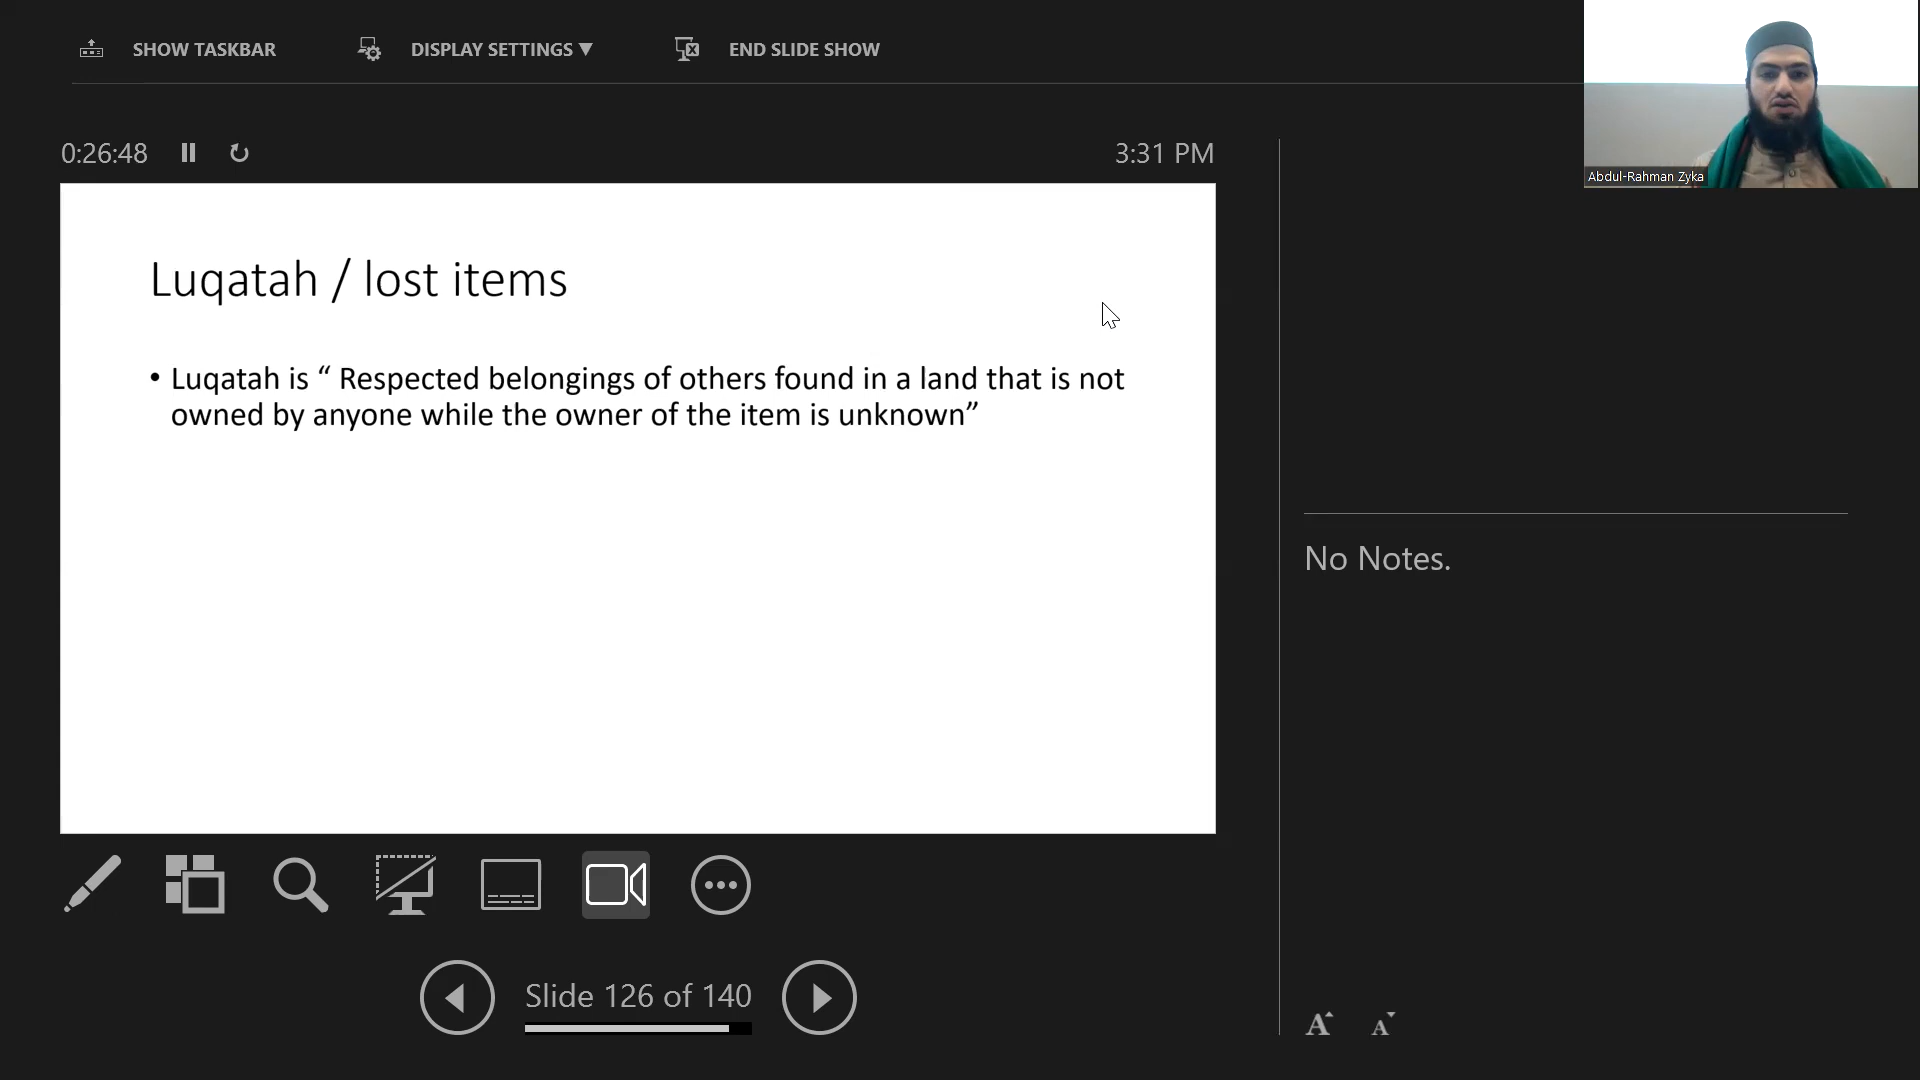 SHOW TASKBAR
DISPLAY SETTINGS ▼
END SLIDE SHOW
Abdul-Rahman Zyka
0:26:48
3:31 PM
Luqatah / lost items
• Luqatah is “ Respected belongings of others found in a land that is not
owned by anyone while the owner of the item is unknown”
No Notes.
Slide 126 of 140
A A